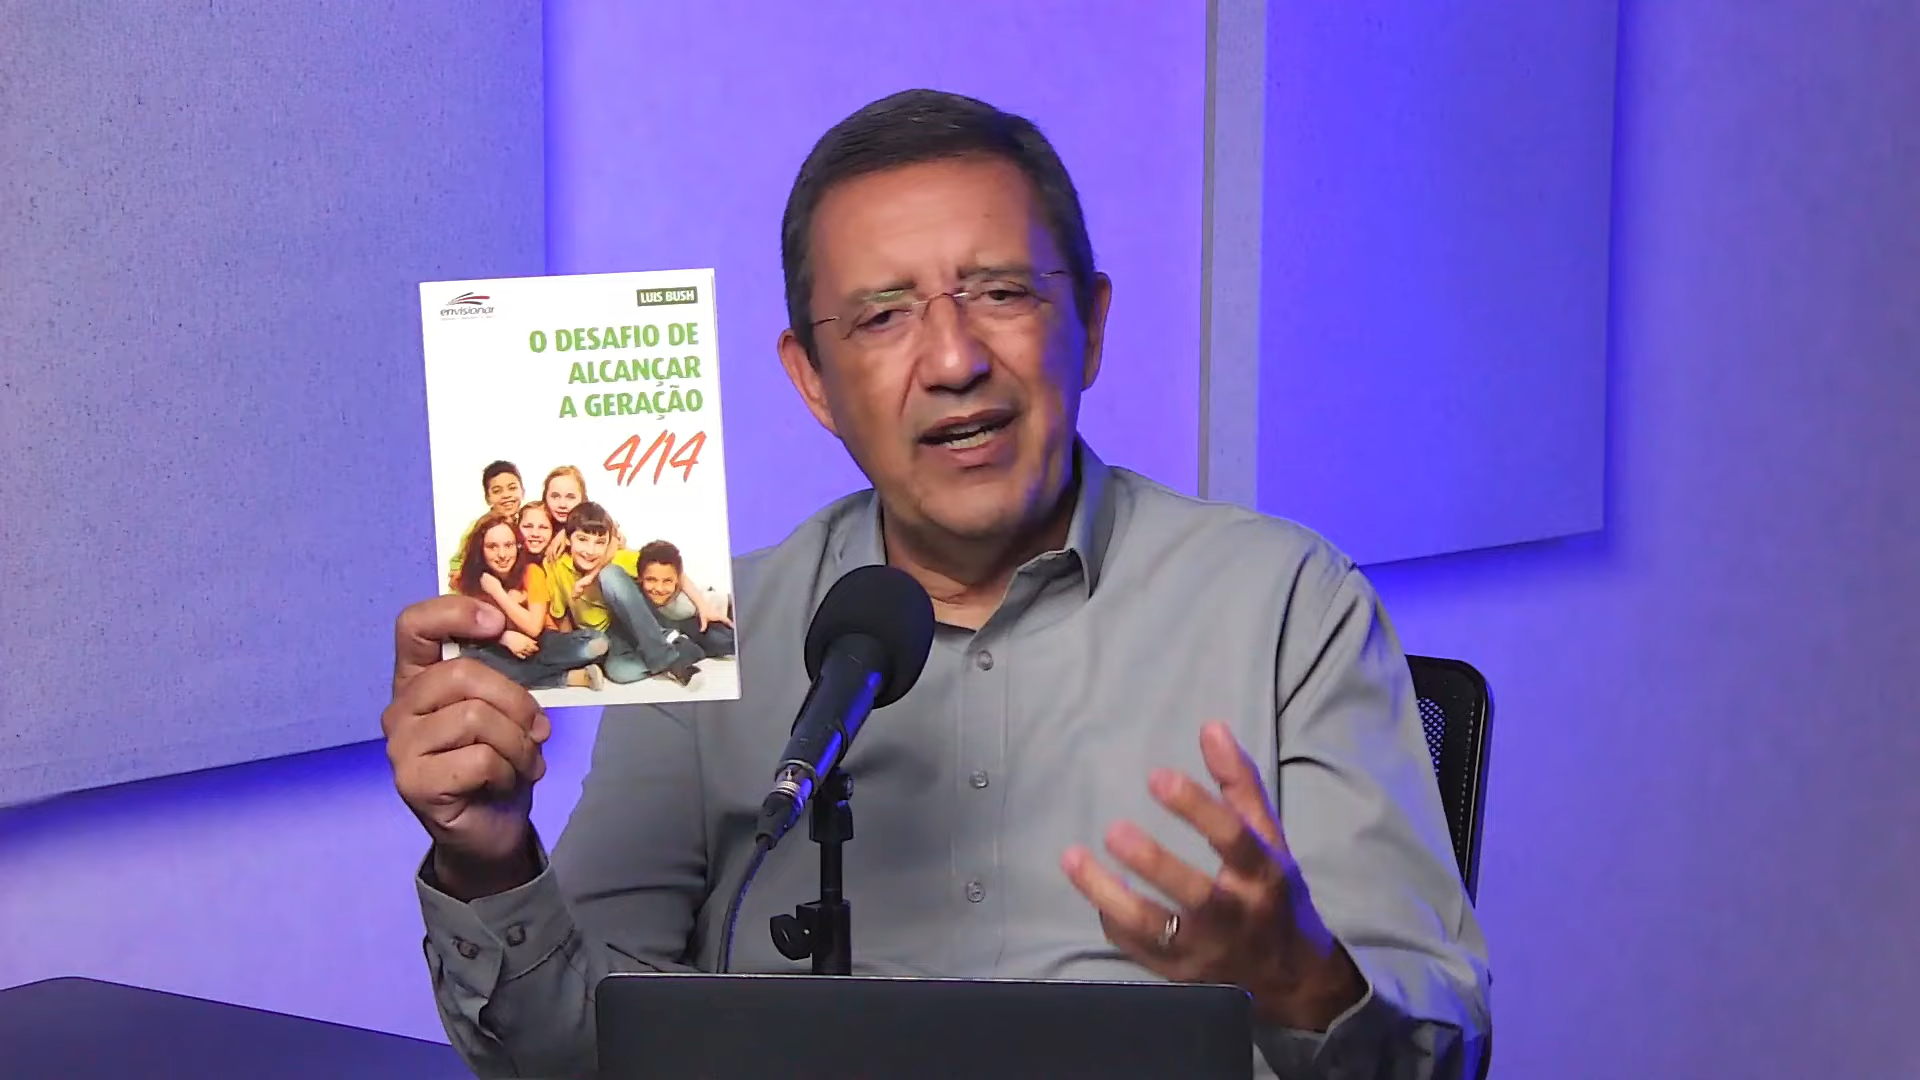 envisionar
LUIS BUSH
O DESAFIO DE
ALCANÇAR
A GERAÇÃO
4/14